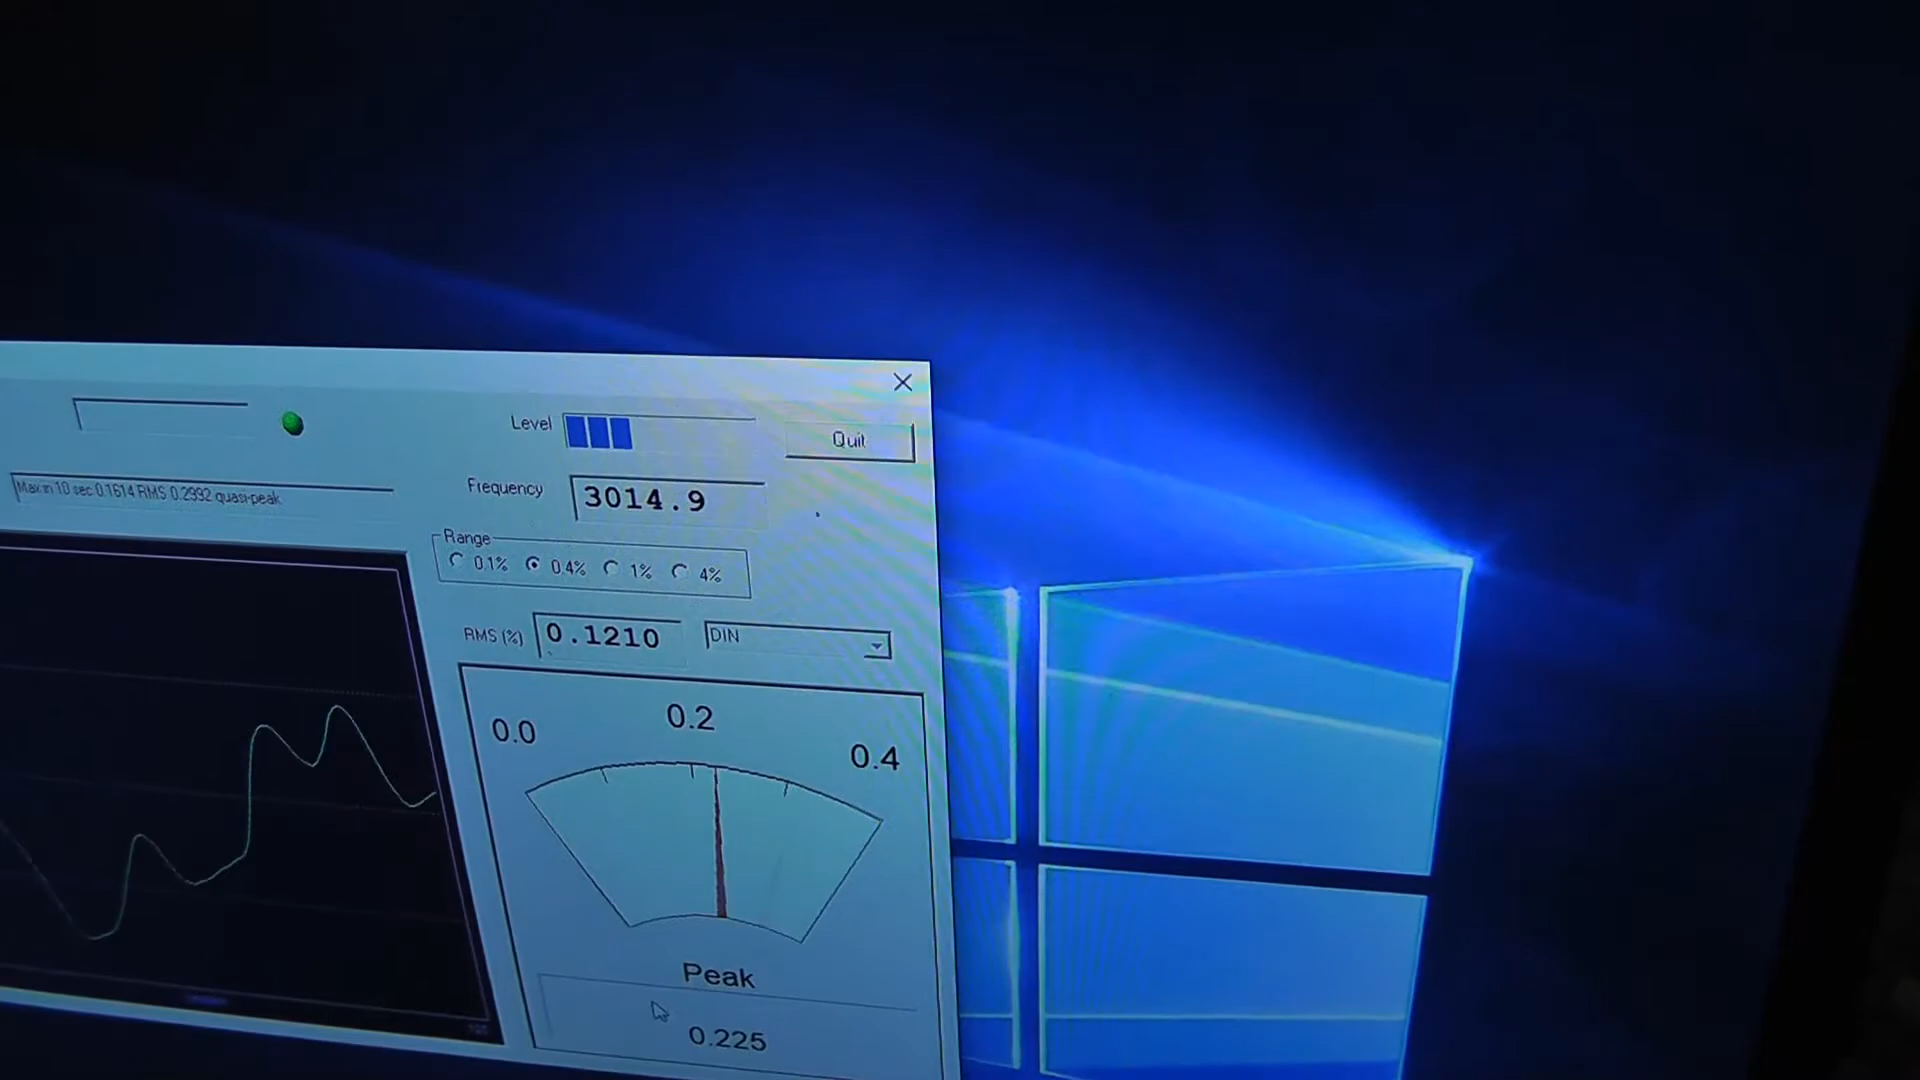 Level
Quit
Max in 10 sec 0.1614 RMS 0.2992 quasi-peak
Frequency
3014.9
Range
0.1% 0.4% 1% 4%
RMS (%)
0.1210
DIN
0.0
0.2
0.4
Peak
0.225